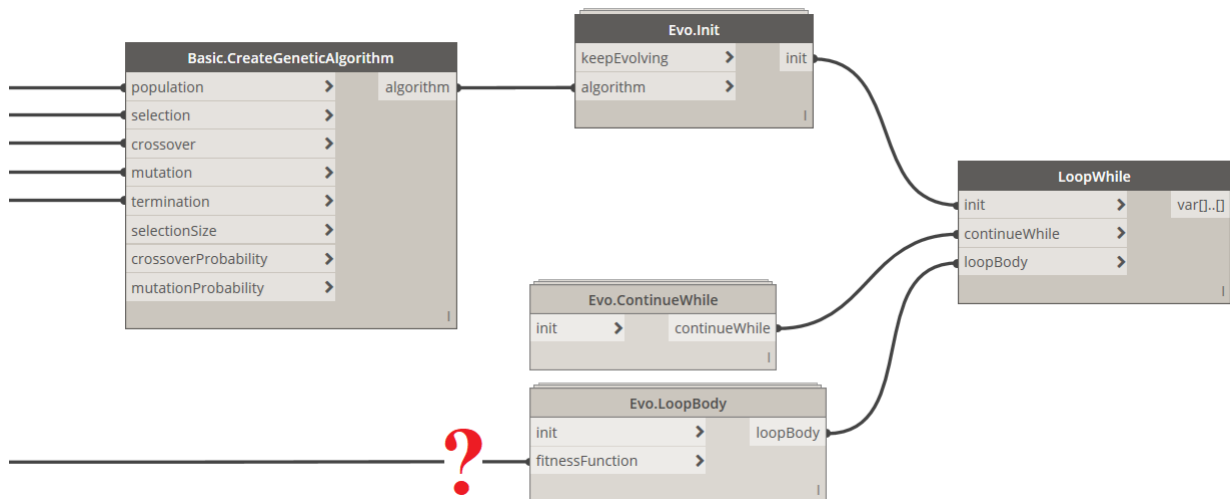 Basic.CreateGeneticAlgorithm
population > algorithm
selection >
crossover >
mutation >
termination >
selectionSize >
crossoverProbability >
mutationProbability >
l
Evo.Init
keepEvolving > init
algorithm >
l
LoopWhile
init > var[]..[]
continueWhile >
loopBody >
l
Evo.ContinueWhile
init > continueWhile
l
Evo.LoopBody
init > loopBody
fitnessFunction >
l
?